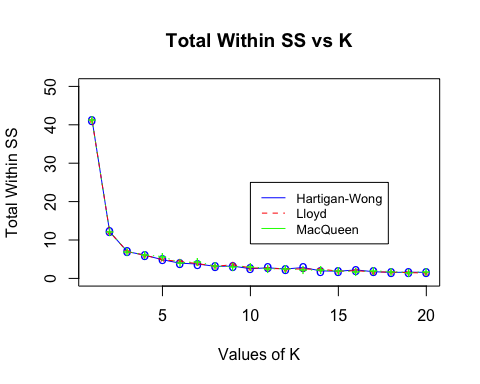 Total Within SS vs K
Total Within SS
50
40
30
20
10
0
Hartigan-Wong
Lloyd
MacQueen
5 10 15 20
Values of K